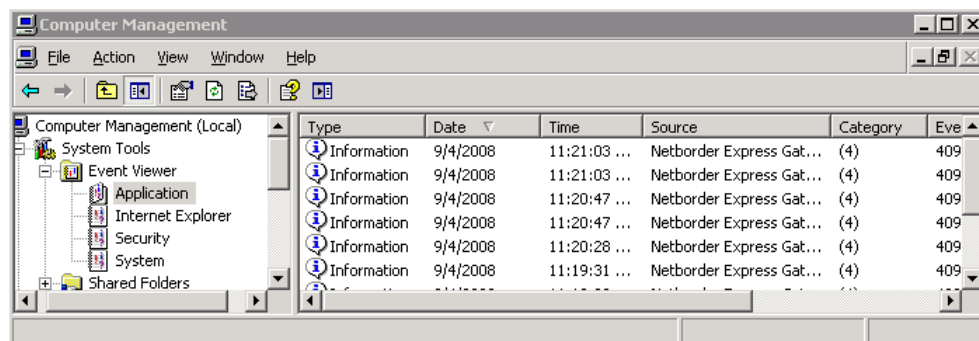 Computer Management
File Action View Window Help
Computer Management (Local)
System Tools
Event Viewer
Application
Internet Explorer
Security
System
Shared Folders
Type Date Time Source Category Eve
Information 9/4/2008 11:21:03 ... Netborder Express Gat... (4) 409
Information 9/4/2008 11:21:03 ... Netborder Express Gat... (4) 409
Information 9/4/2008 11:20:47 ... Netborder Express Gat... (4) 409
Information 9/4/2008 11:20:47 ... Netborder Express Gat... (4) 409
Information 9/4/2008 11:20:28 ... Netborder Express Gat... (4) 409
Information 9/4/2008 11:19:31 ... Netborder Express Gat... (4) 409